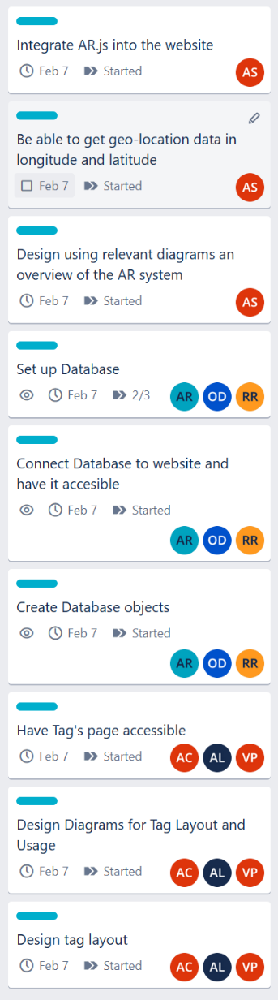 Integrate AR.js into the website
Feb 7 Started AS
Be able to get geo-location data in
longitude and latitude
Feb 7 Started AS
Design using relevant diagrams an
overview of the AR system
Feb 7 Started AS
Set up Database
Feb 7 2/3 AR OD RR
Connect Database to website and
have it accesible
Feb 7 Started
AR OD RR
Create Database objects
Feb 7 Started
AR OD RR
Have Tag's page accessible
Feb 7 Started AC AL VP
Design Diagrams for Tag Layout and
Usage
Feb 7 Started AC AL VP
Design tag layout
Feb 7 Started AC AL VP